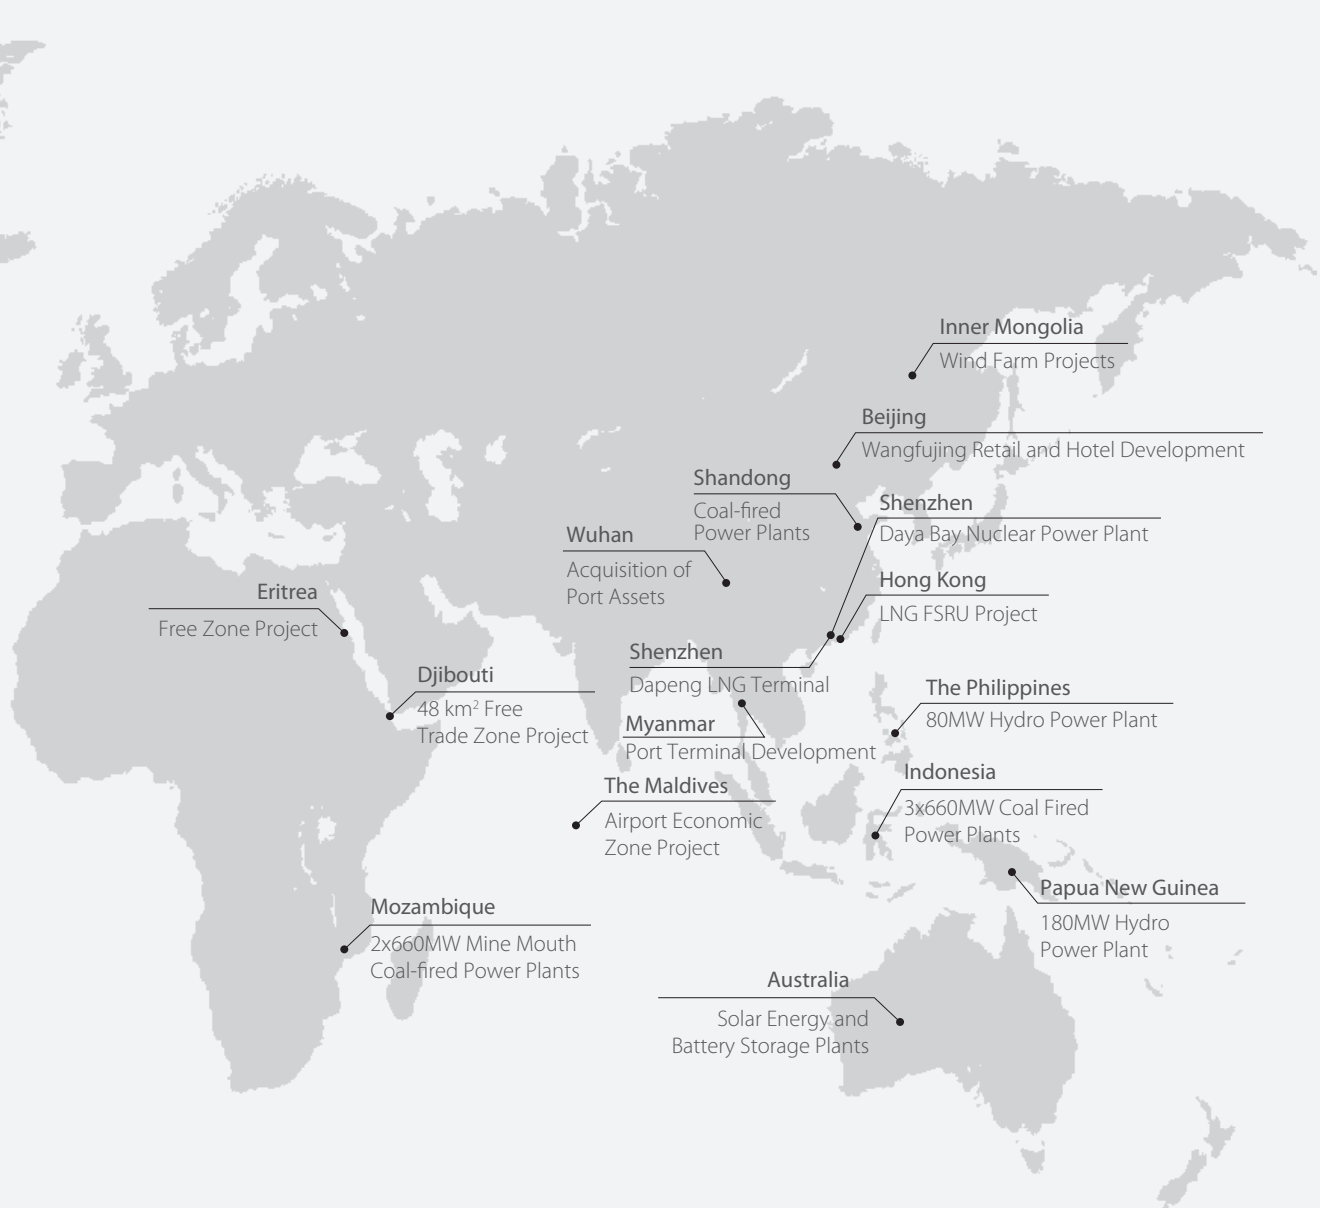 Inner Mongolia
Wind Farm Projects
Beijing
Wangfujing Retail and Hotel Development
Shandong
Coal-fired
Power Plants
Shenzhen
Daya Bay Nuclear Power Plant
Wuhan
Acquisition of
Port Assets
Hong Kong
LNG FSRU Project
Eritrea
Free Zone Project
Shenzhen
Dapeng LNG Terminal
Djibouti
48 km² Free
Trade Zone Project
The Philippines
80MW Hydro Power Plant
Myanmar
Port Terminal Development
Indonesia
3x660MW Coal Fired
Power Plants
The Maldives
Airport Economic
Zone Project
Papua New Guinea
180MW Hydro
Power Plant
Mozambique
2x660MW Mine Mouth
Coal-fired Power Plants
Australia
Solar Energy and
Battery Storage Plants